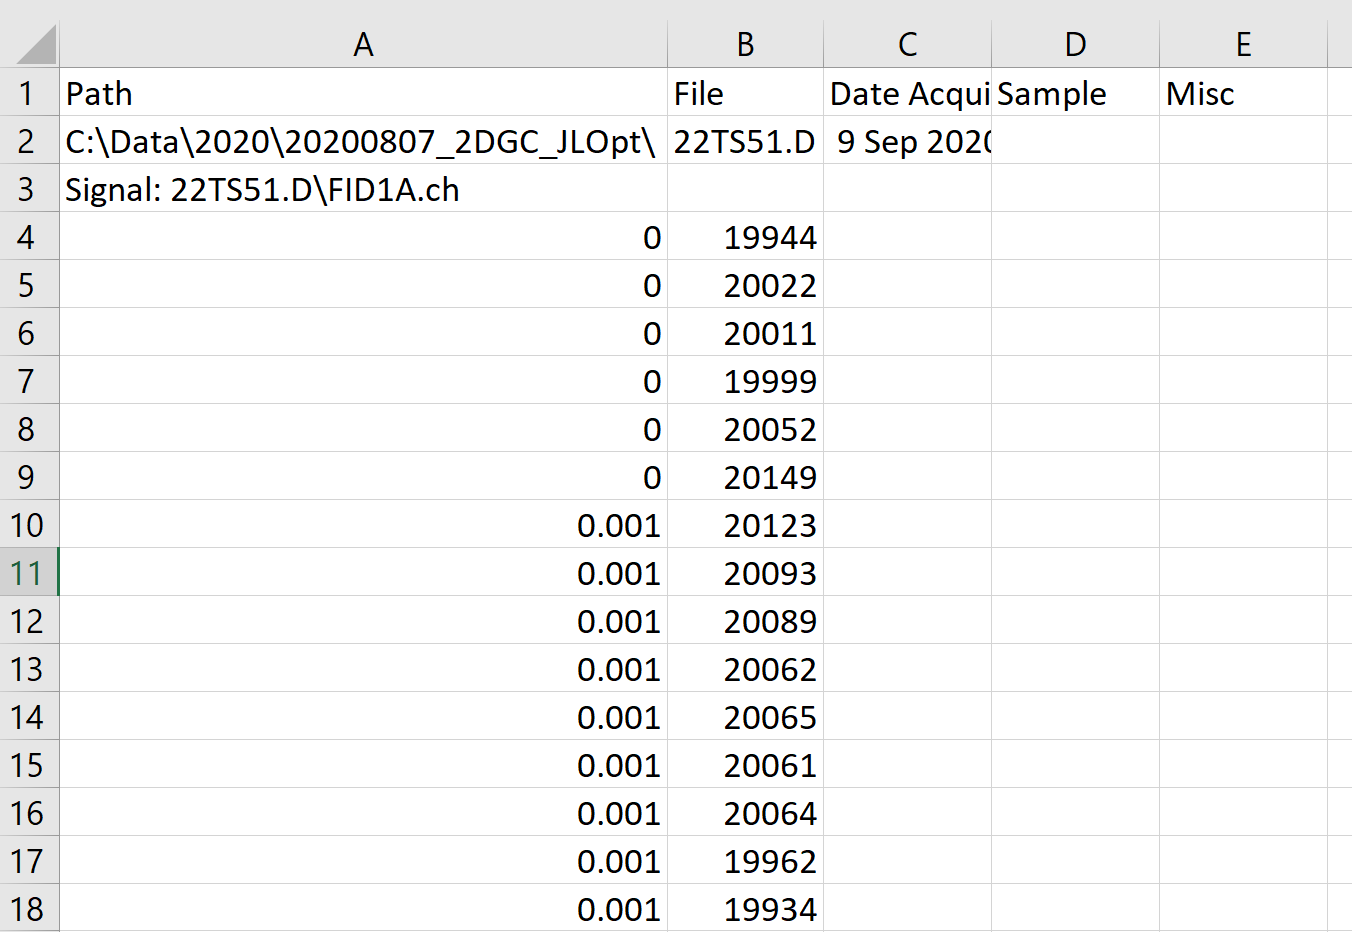 A B C D E
1 Path File Date Acqui Sample Misc
2 C:\Data\2020\20200807_2DGC_JLOpt\ 22TS51.D 9 Sep 2020
3 Signal: 22TS51.D\FID1A.ch
4 0 19944
5 0 20022
6 0 20011
7 0 19999
8 0 20052
9 0 20149
10 0.001 20123
11 0.001 20093
12 0.001 20089
13 0.001 20062
14 0.001 20065
15 0.001 20061
16 0.001 20064
17 0.001 19962
18 0.001 19934